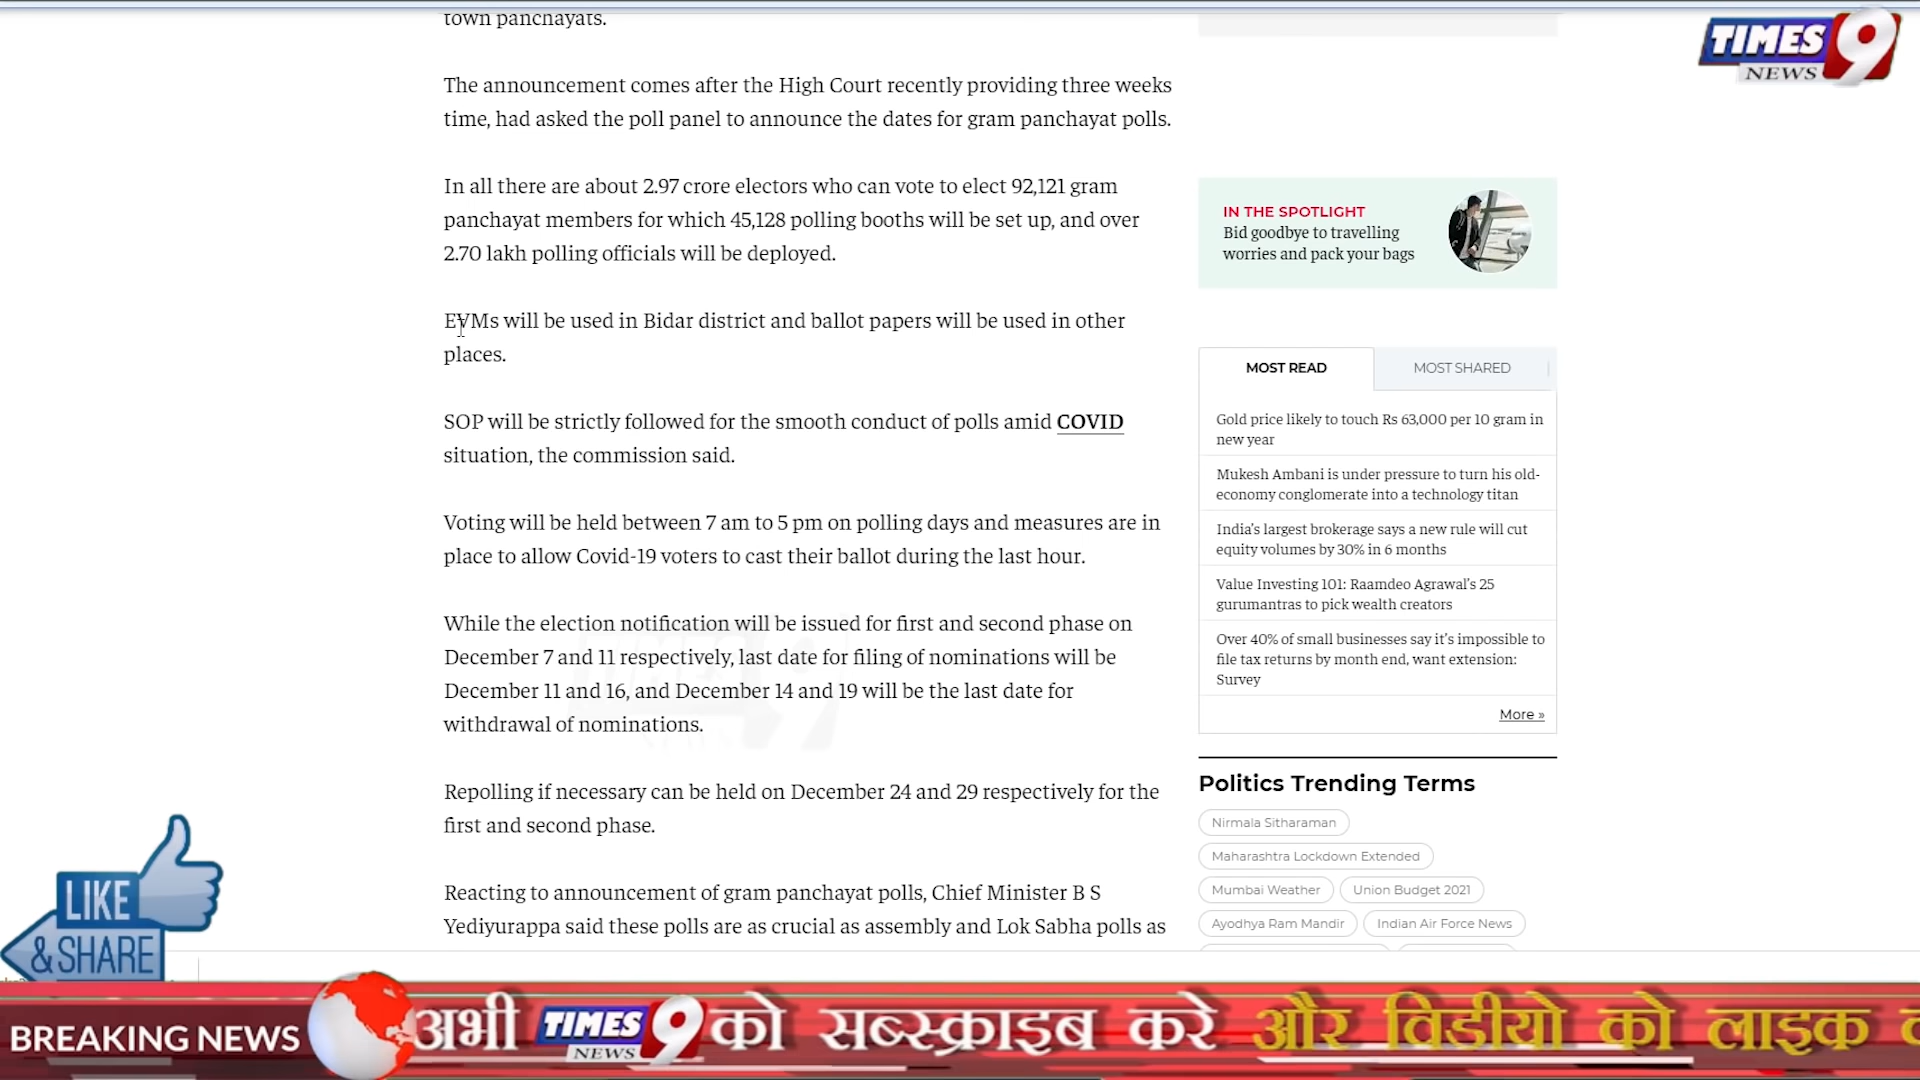 town panchayats.
The announcement comes after the High Court recently providing three weeks
time, had asked the poll panel to announce the dates for gram panchayat polls.
In all there are about 2.97 crore electors who can vote to elect 92,121 gram
panchayat members for which 45,128 polling booths will be set up, and over
2.70 lakh polling officials will be deployed.
EVMs will be used in Bidar district and ballot papers will be used in other
places.
SOP will be strictly followed for the smooth conduct of polls amid COVID
situation, the commission said.
Voting will be held between 7 am to 5 pm on polling days and measures are in
place to allow Covid-19 voters to cast their ballot during the last hour.
While the election notification will be issued for first and second phase on
December 7 and 11 respectively, last date for filing of nominations will be
December 11 and 16, and December 14 and 19 will be the last date for
withdrawal of nominations.
Repolling if necessary can be held on December 24 and 29 respectively for the
first and second phase.
Reacting to announcement of gram panchayat polls, Chief Minister B S
Yediyurappa said these polls are as crucial as assembly and Lok Sabha polls as
TIMES 9
NEWS
IN THE SPOTLIGHT
Bid goodbye to travelling
worries and pack your bags
MOST READ
MOST SHARED
Gold price likely to touch Rs 63,000 per 10 gram in
new year
Mukesh Ambani is under pressure to turn his old-
economy conglomerate into a technology titan
India's largest brokerage says a new rule will cut
equity volumes by 30% in 6 months
Value Investing 101: Raamdeo Agrawal's 25
gurumantras to pick wealth creators
Over 40% of small businesses say it's impossible to
file tax returns by month end, want extension:
Survey
More »
Politics Trending Terms
Nirmala Sitharaman
Maharashtra Lockdown Extended
Mumbai Weather
Union Budget 2021
Ayodhya Ram Mandir
Indian Air Force News
LIKE
& SHARE
BREAKING NEWS
अभी TIMES 9 NEWS को सब्स्क्राइब करे और विडीयो को लाइक